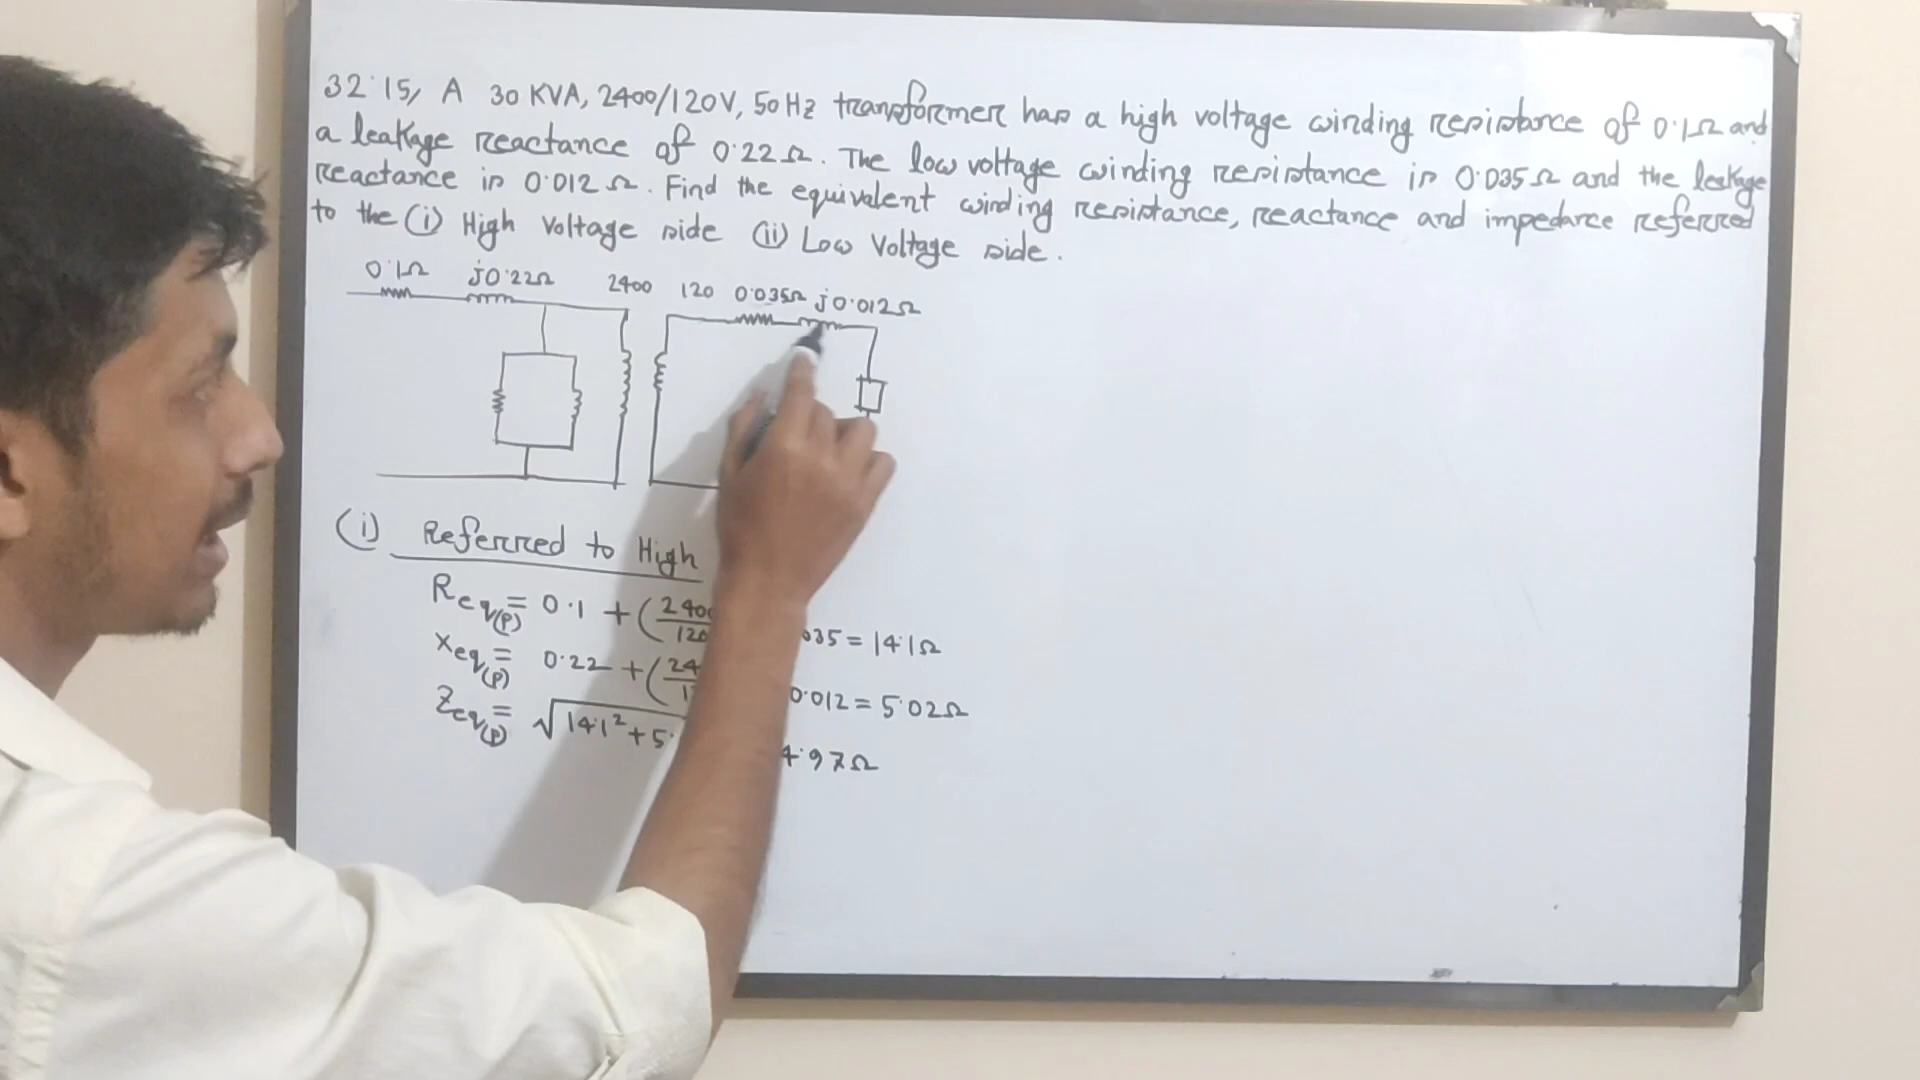 32.15, A 30 KVA, 2400/120V, 50 Hz transformer has a high voltage winding resistance of 0.1Ω and
a leakage reactance of 0.22Ω. The low voltage winding resistance is 0.035Ω and the leakage
reactance is 0.012Ω. Find the equivalent winding resistance, reactance and impedance referred
to the (i) High Voltage side (ii) Low Voltage side.
0.1Ω j0.22Ω 2400 120 0.035Ω j0.012Ω
(i) Referred to High
Req(p) = 0.1 + (2400/120 035 = 14.1Ω
Xeq(p) = 0.22 + (24 0.012 = 5.02Ω
Zeq(p) = √14.1² + 5. 4.97Ω